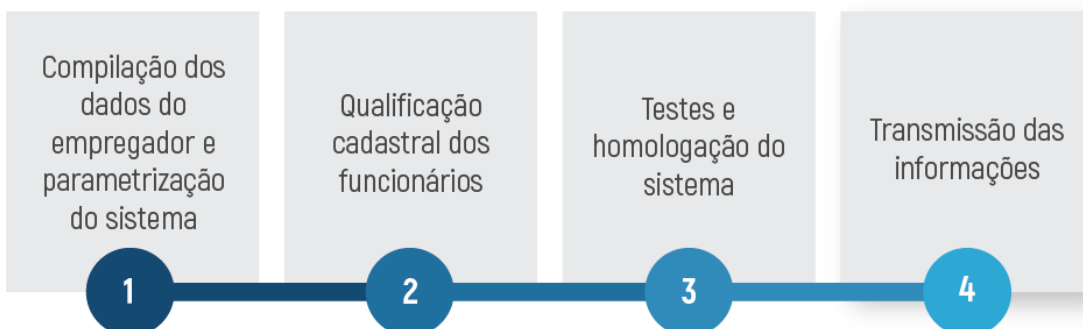 Compilação dos
dados do
empregador e
parametrização
do sistema
1
Qualificação
cadastral dos
funcionários
2
Testes e
homologação do
sistema
3
Transmissão das
informações
4